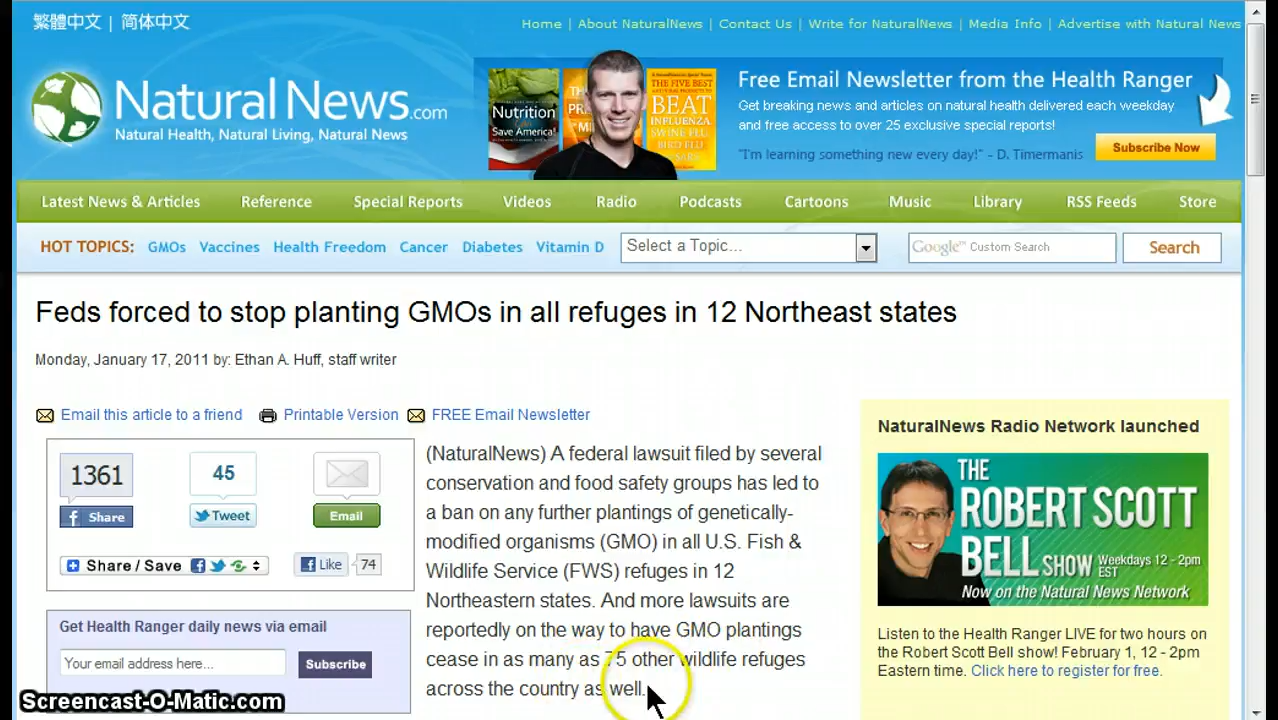 繁體中文 | 简体中文
Home | About NaturalNews | Contact Us | Write for NaturalNews | Media Info | Advertise with Natural News
NaturalNews.com
Natural Health, Natural Living, Natural News
Nutrition
Save America!
THE FIVE BEST
BEAT
INFLUENZA
SWINE FLU
BIRD FLU
SARS
Free Email Newsletter from the Health Ranger
Get breaking news and articles on natural health delivered each weekday
and free access to over 25 exclusive special reports!
"I'm learning something new every day!" - D. Timermanis
Subscribe Now
Latest News & Articles
Reference
Special Reports
Videos
Radio
Podcasts
Cartoons
Music
Library
RSS Feeds
Store
HOT TOPICS: GMOs Vaccines Health Freedom Cancer Diabetes Vitamin D
Select a Topic...
Google™ Custom Search
Search
Feds forced to stop planting GMOs in all refuges in 12 Northeast states
Monday, January 17, 2011 by: Ethan A. Huff, staff writer
Email this article to a friend Printable Version FREE Email Newsletter
1361
Share
45
Tweet
Email
Share / Save
Like 74
Get Health Ranger daily news via email
Your email address here...
Subscribe
(NaturalNews) A federal lawsuit filed by several
conservation and food safety groups has led to
a ban on any further plantings of genetically-
modified organisms (GMO) in all U.S. Fish &
Wildlife Service (FWS) refuges in 12
Northeastern states. And more lawsuits are
reportedly on the way to have GMO plantings
cease in as many as 75 other wildlife refuges
across the country as well.
NaturalNews Radio Network launched
THE
ROBERT SCOTT
BELL SHOW
Weekdays 12 - 2pm
EST
Now on the Natural News Network
Listen to the Health Ranger LIVE for two hours on
the Robert Scott Bell show! February 1, 12 - 2pm
Eastern time. Click here to register for free.
Screencast-O-Matic.com